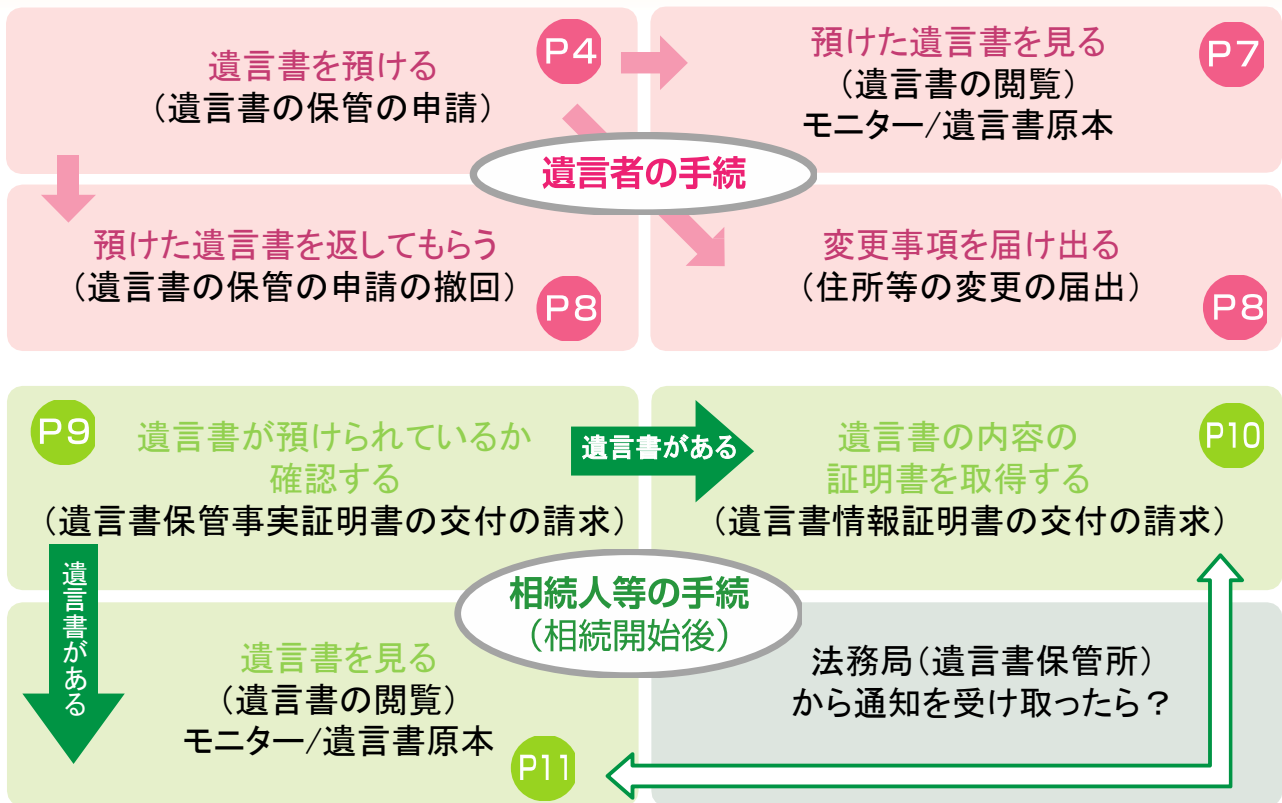 遺言書を預ける
(遺言書の保管の申請)
P4
預けた遺言書を見る
(遺言書の閲覧)
モニター/遺言書原本
P7
遺言者の手続
預けた遺言書を返してもらう
(遺言書の保管の申請の撤回)
P8
変更事項を届け出る
(住所等の変更の届出)
P8
P9
遺言書が預けられているか
確認する
(遺言書保管事実証明書の交付の請求)
遺言書がある
遺言書の内容の
証明書を取得する
(遺言書情報証明書の交付の請求)
P10
遺言書がある
相続人等の手続
(相続開始後)
遺言書を見る
(遺言書の閲覧)
モニター/遺言書原本
P11
法務局(遺言書保管所)
から通知を受け取ったら?